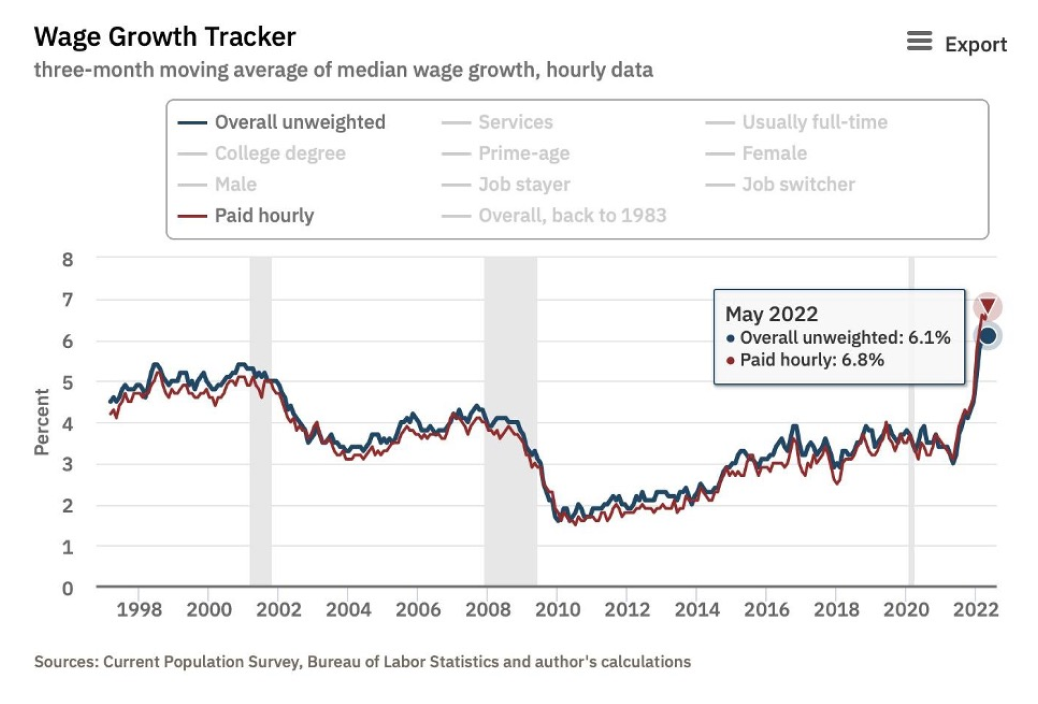 Wage Growth Tracker
Export
three-month moving average of median wage growth, hourly data
Overall unweighted
Services
Usually full-time
College degree
Prime-age
Female
Male
Job stayer
Job switcher
Paid hourly
Overall, back to 1983
8
7
6
5
4
3
2
1
0
Percent
May 2022
Overall unweighted: 6.1%
Paid hourly: 6.8%
1998 2000 2002 2004 2006 2008 2010 2012 2014 2016 2018 2020 2022
Sources: Current Population Survey, Bureau of Labor Statistics and author's calculations